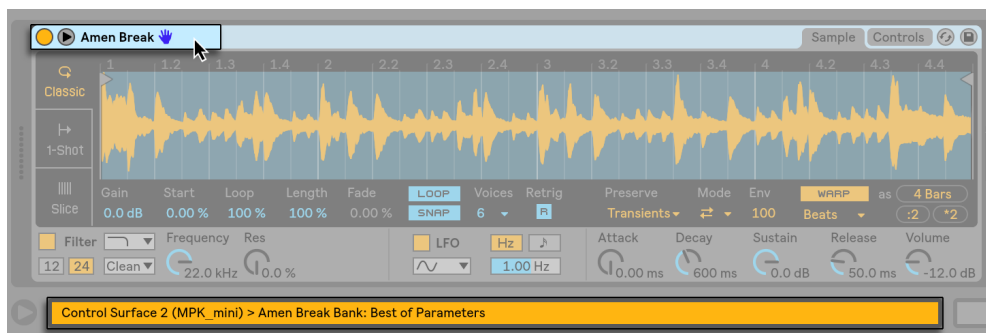 Amen Break
Sample Controls
1 1.2 1.3 1.4 2 2.2 2.3 2.4 3 3.2 3.3 3.4 4 4.2 4.3 4.4
Classic
1-Shot
Slice
Gain Start Loop Length Fade LOOP Voices Retrig Preserve Mode Env WARP as 4 Bars
0.0 dB 0.00 % 100 % 100 % 0.00 % SNAP 6 R Transients 100 Beats :2 *2
Filter Frequency Res LFO Hz Attack Decay Sustain Release Volume
12 24 Clean 22.0 kHz 0.0 % 1.00 Hz 0.00 ms 600 ms 0.0 dB 50.0 ms -12.0 dB
Control Surface 2 (MPK_mini) > Amen Break Bank: Best of Parameters